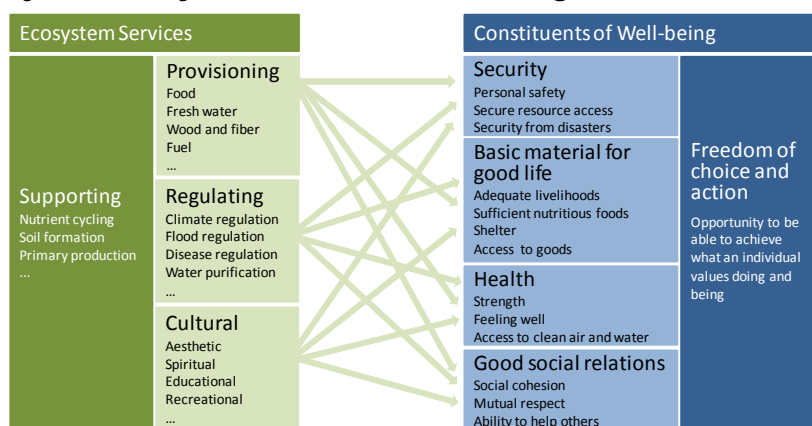 Ecosystem Services
Supporting
Nutrient cycling
Soil formation
Primary production
...
Provisioning
Food
Fresh water
Wood and fiber
Fuel
...
Regulating
Climate regulation
Flood regulation
Disease regulation
Water purification
...
Cultural
Aesthetic
Spiritual
Educational
Recreational
...
Constituents of Well-being
Security
Personal safety
Secure resource access
Security from disasters
Basic material for
good life
Adequate livelihoods
Sufficient nutritious foods
Shelter
Access to goods
Health
Strength
Feeling well
Access to clean air and water
Good social relations
Social cohesion
Mutual respect
Ability to help others
Freedom of
choice and
action
Opportunity to be
able to achieve
what an individual
values doing and
being